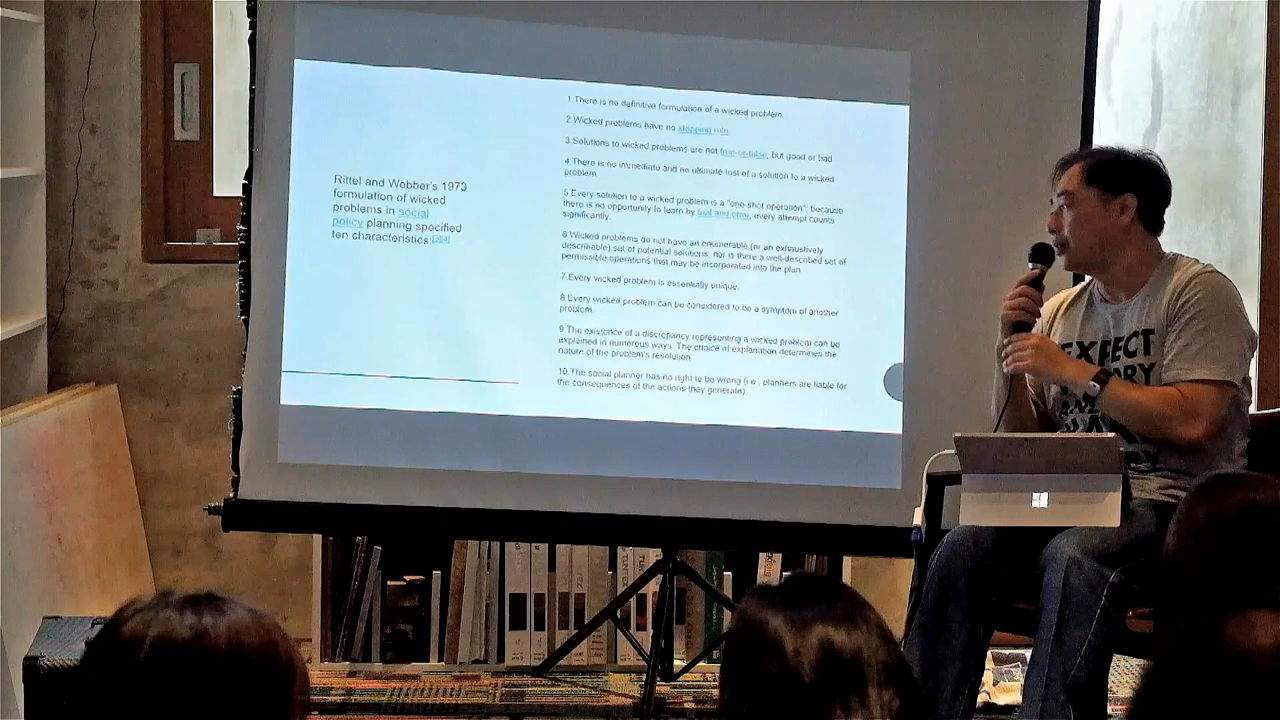 Rittel and Webber's 1973
formulation of wicked
problems in social
policy planning specified
ten characteristics:
1.There is no definitive formulation of a wicked problem.
2.Wicked problems have no stopping rule.
3.Solutions to wicked problems are not true-or-false, but good or bad
4.There is no immediate and no ultimate test of a solution to a wicked
problem.
5.Every solution to a wicked problem is a "one-shot operation"; because
there is no opportunity to learn by trial and error, every attempt counts
significantly.
6.Wicked problems do not have an enumerable (or an exhaustively
describable) set of potential solutions, nor is there a well-described set of
permissible operations that may be incorporated into the plan
7.Every wicked problem is essentially unique.
8.Every wicked problem can be considered to be a symptom of another
problem.
9.The existence of a discrepancy representing a wicked problem can be
explained in numerous ways. The choice of explanation determines the
nature of the problem's resolution
10.The social planner has no right to be wrong (i.e., planners are liable for
the consequences of the actions they generate)
EXPECT